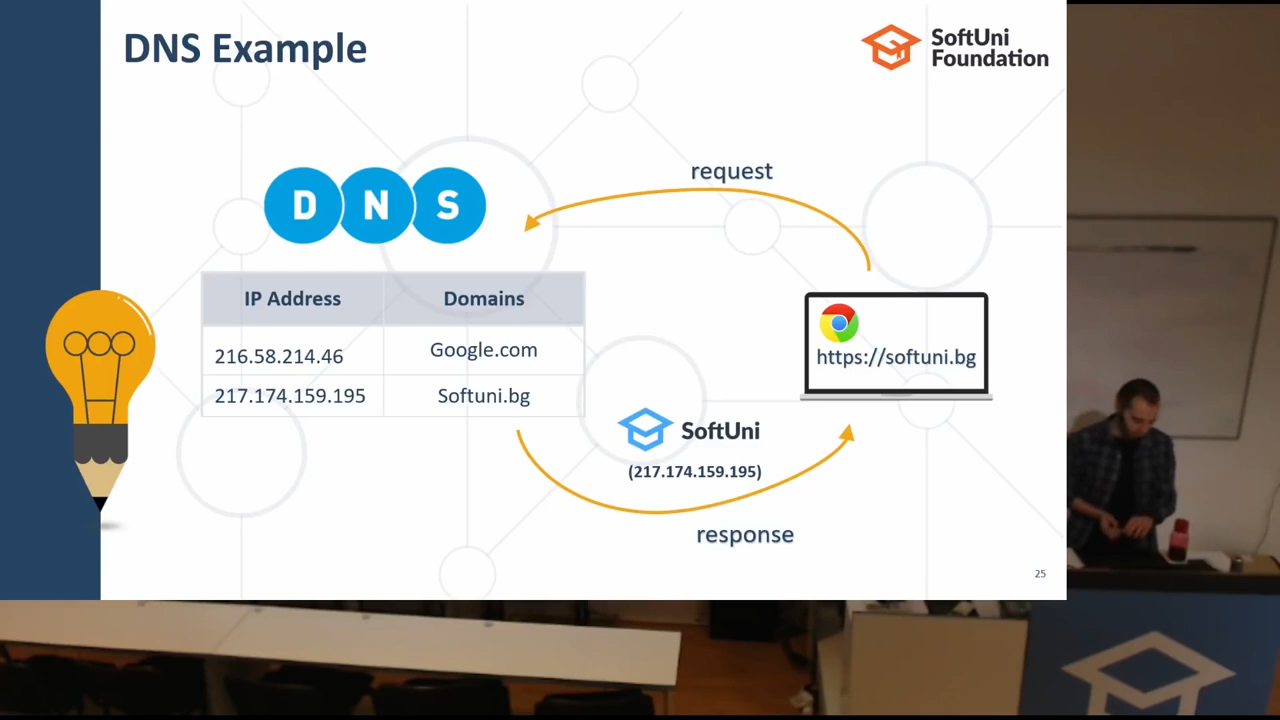 DNS Example
SoftUni
Foundation
request
D N S
IP Address Domains
216.58.214.46 Google.com
217.174.159.195 Softuni.bg
https://softuni.bg
SoftUni
(217.174.159.195)
response
25